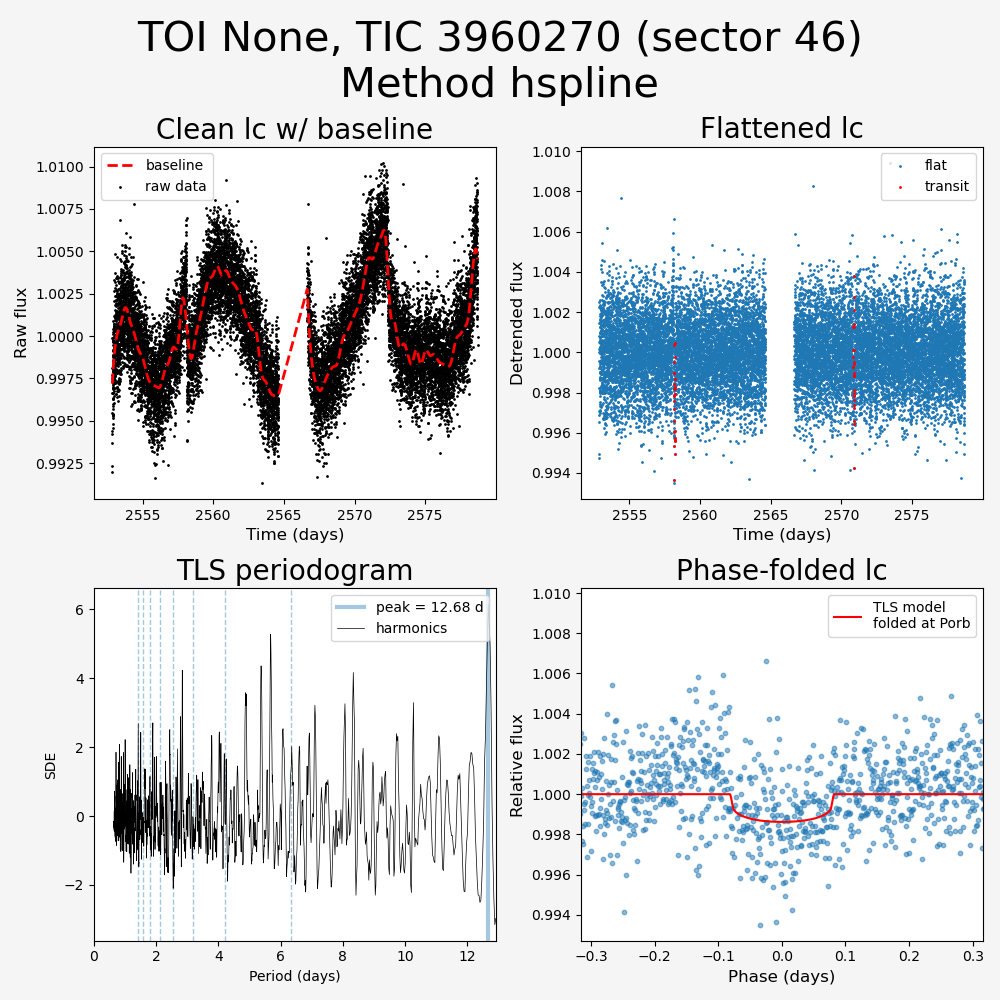 TOI None, TIC 3960270 (sector 46)
Method hspline
Clean lc w/ baseline
Raw flux
1.0100
1.0075
1.0050
1.0025
1.0000
0.9975
0.9950
0.9925
baseline
raw data
2555
2560
2565
2570
2575
Time (days)
Flattened lc
Detrended flux
1.010
1.008
1.006
1.004
1.002
1.000
0.998
0.996
0.994
flat
transit
2555
2560
2565
2570
2575
Time (days)
TLS periodogram
SDE
6
4
2
0
−2
peak = 12.68 d
harmonics
0
2
4
6
8
10
12
Period (days)
Phase-folded lc
Relative flux
1.010
1.008
1.006
1.004
1.002
1.000
0.998
0.996
0.994
TLS model
folded at Porb
−0.3
−0.2
−0.1
0.0
0.1
0.2
0.3
Phase (days)